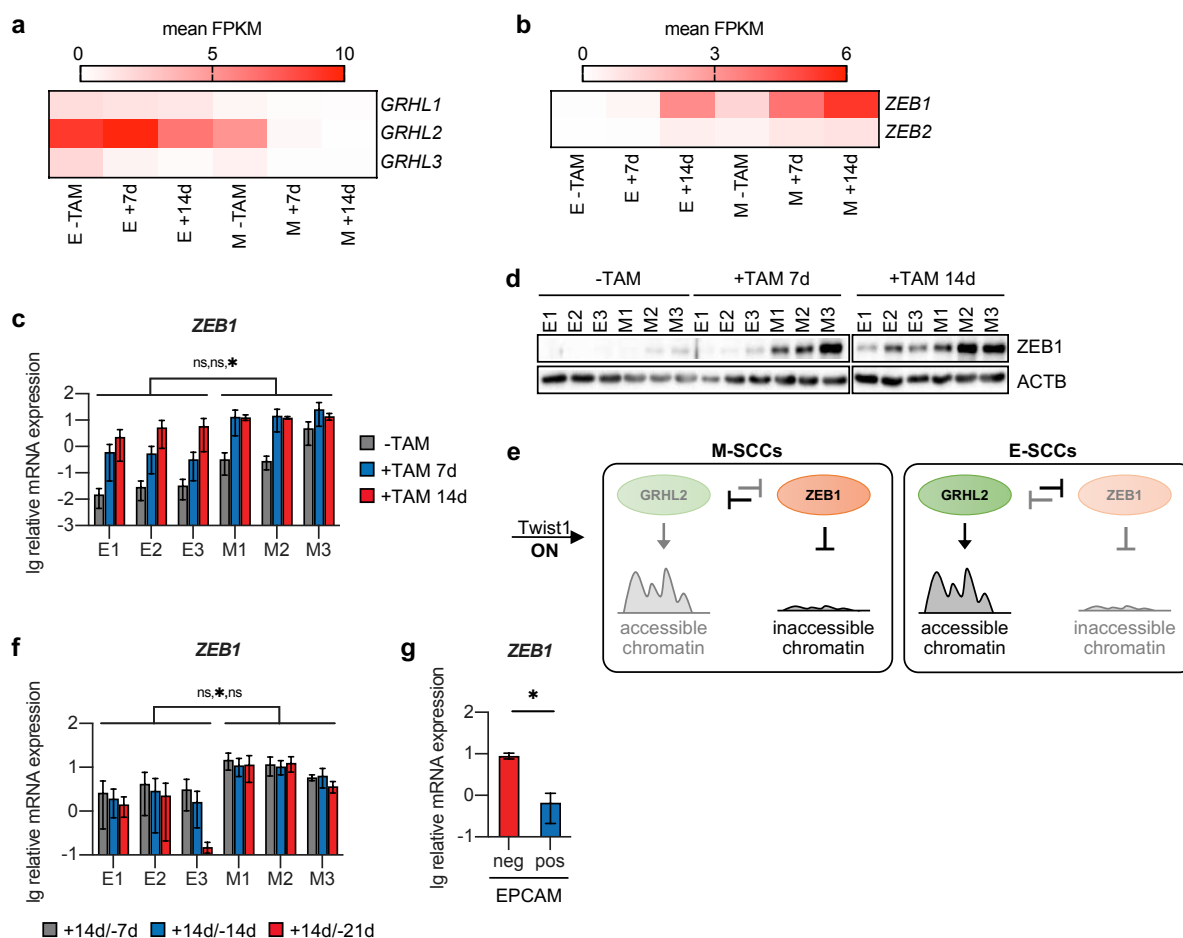 a
mean FPKM
0 5 10
GRHL1
GRHL2
GRHL3
E -TAM
E +7d
E +14d
M -TAM
M +7d
M +14d
b
mean FPKM
0 3 6
ZEB1
ZEB2
E -TAM
E +7d
E +14d
M -TAM
M +7d
M +14d
c
ZEB1
ns,ns,*
lg relative mRNA expression
2
1
0
-1
-2
-3
E1 E2 E3 M1 M2 M3
-TAM
+TAM 7d
+TAM 14d
d
-TAM +TAM 7d +TAM 14d
E1 E2 E3 M1 M2 M3 E1 E2 E3 M1 M2 M3 E1 E2 E3 M1 M2 M3
ZEB1
ACTB
e
M-SCCs E-SCCs
Twist1
ON
GRHL2 ZEB1 GRHL2 ZEB1
accessible inaccessible accessible inaccessible
chromatin chromatin chromatin chromatin
f
ZEB1
ns,*,ns
lg relative mRNA expression
2
1
0
-1
E1 E2 E3 M1 M2 M3
+14d/-7d +14d/-14d +14d/-21d
g
ZEB1
*
lg relative mRNA expression
2
1
0
-1
neg pos
EPCAM